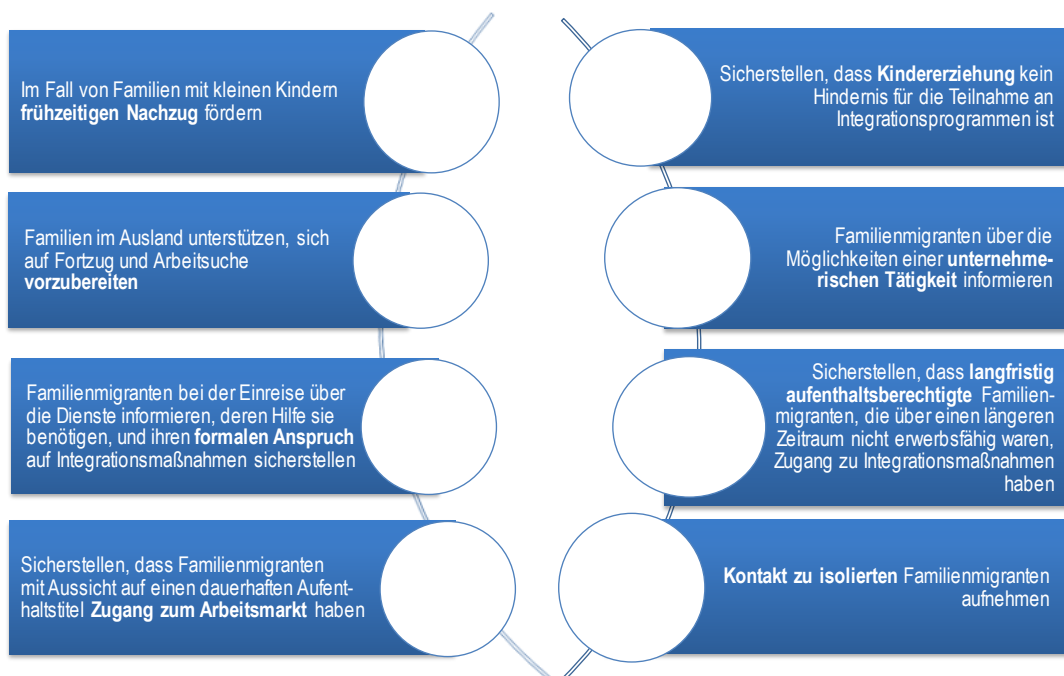 Im Fall von Familien mit kleinen Kindern
frühzeitigen Nachzug fördern
Familien im Ausland unterstützen, sich
auf Fortzug und Arbeitsuche
vorzubereiten
Familienmigranten bei der Einreise über
die Dienste informieren, deren Hilfe sie
benötigen, und ihren formalen Anspruch
auf Integrationsmaßnahmen sicherstellen
Sicherstellen, dass Familienmigranten
mit Aussicht auf einen dauerhaften Aufent-
haltstitel Zugang zum Arbeitsmarkt haben
Sicherstellen, dass Kindererziehung kein
Hindernis für die Teilnahme an
Integrationsprogrammen ist
Familienmigranten über die
Möglichkeiten einer unternehme-
rischen Tätigkeit informieren
Sicherstellen, dass langfristig
aufenthaltsberechtigte Familien-
migranten, die über einen längeren
Zeitraum nicht erwerbsfähig waren,
Zugang zu Integrationsmaßnahmen
haben
Kontakt zu isolierten Familienmigranten
aufnehmen